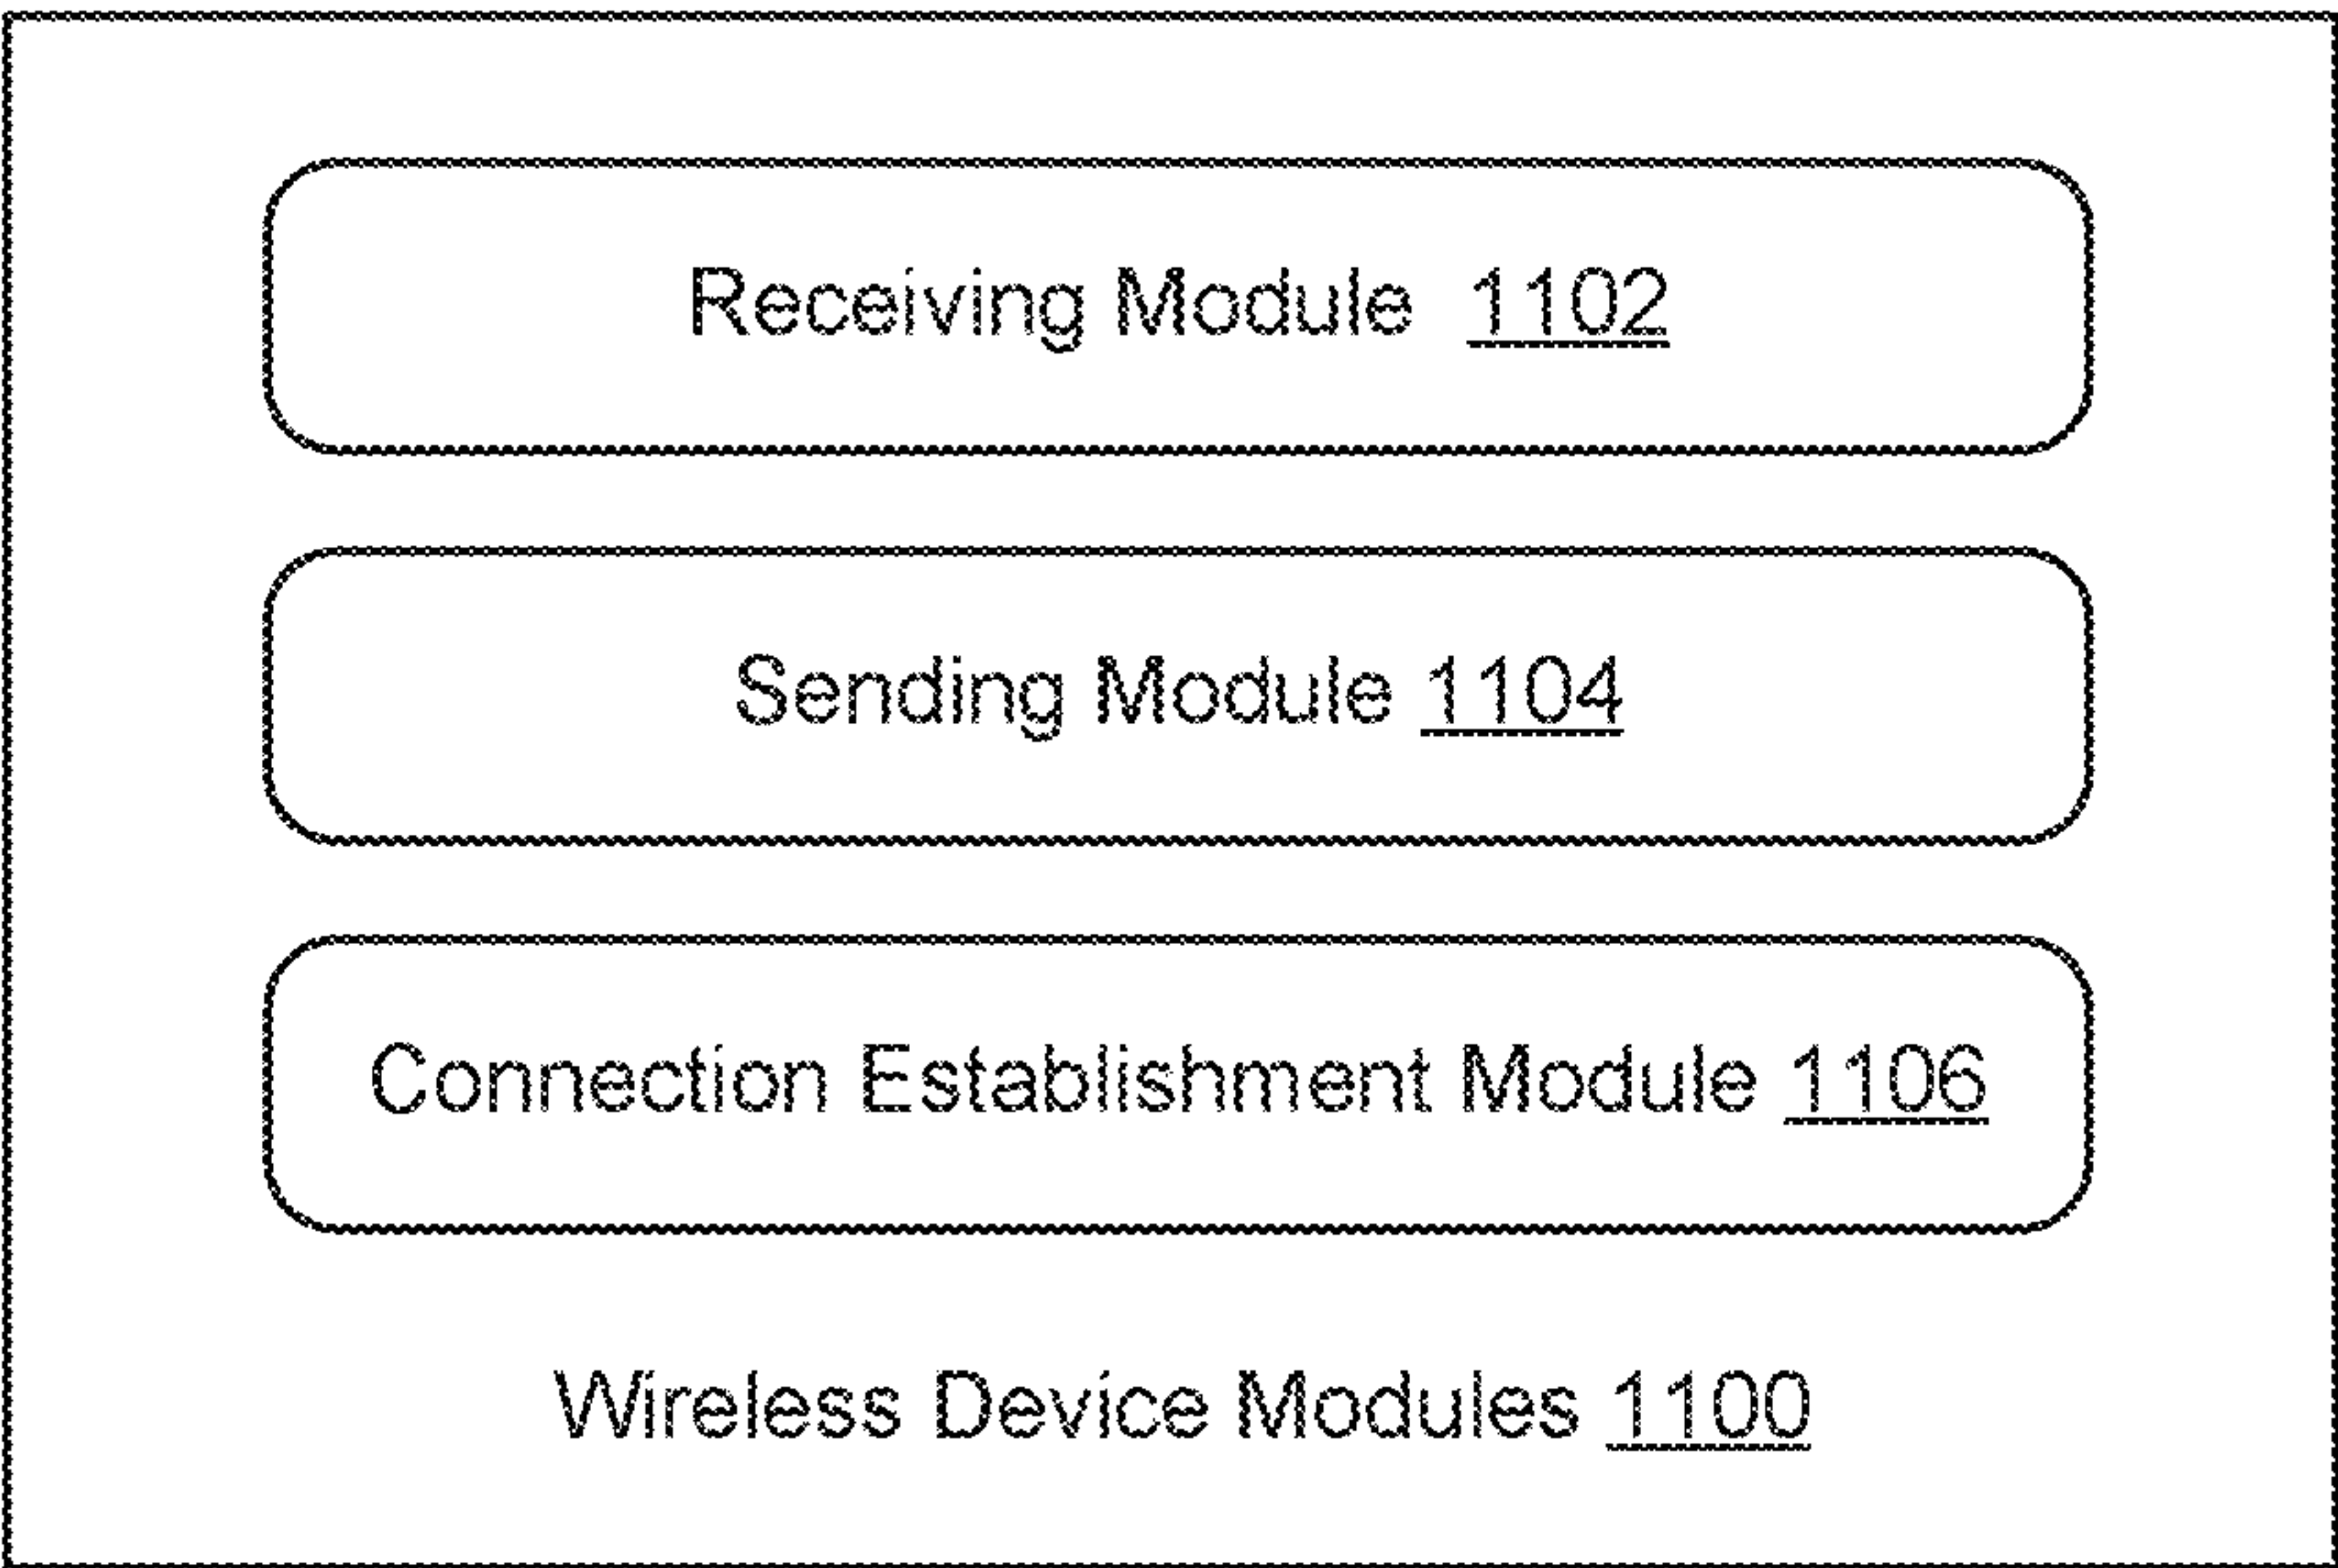 Receiving Module 1102
Sending Module 1104
Connection Establishment Module 1106
Wireless Device Modules 1100